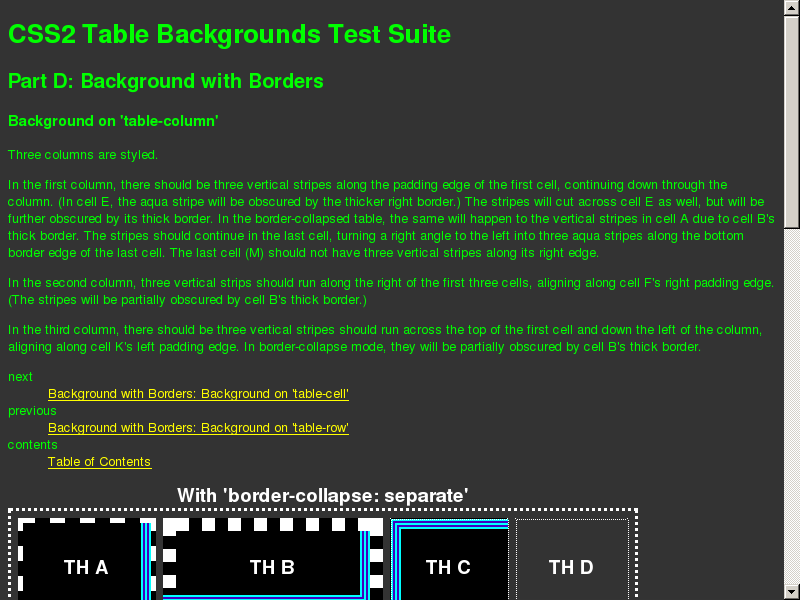 CSS2 Table Backgrounds Test Suite
Part D: Background with Borders
Background on 'table-column'
Three columns are styled.
In the first column, there should be three vertical stripes along the padding edge of the first cell, continuing down through the
column. (In cell E, the aqua stripe will be obscured by the thicker right border.) The stripes will cut across cell E as well, but will be
further obscured by its thick border. In the border-collapsed table, the same will happen to the vertical stripes in cell A due to cell B's
thick border. The stripes should continue in the last cell, turning a right angle to the left into three aqua stripes along the bottom
border edge of the last cell. The last cell (M) should not have three vertical stripes along its right edge.
In the second column, three vertical strips should run along the right of the first three cells, aligning along cell F's right padding edge.
(The stripes will be partially obscured by cell B's thick border.)
In the third column, there should be three vertical stripes should run across the top of the first cell and down the left of the column,
aligning along cell K's left padding edge. In border-collapse mode, they will be partially obscured by cell B's thick border.
next
Background with Borders: Background on 'table-cell'
previous
Background with Borders: Background on 'table-row'
contents
Table of Contents
With 'border-collapse: separate'
TH A TH B TH C TH D